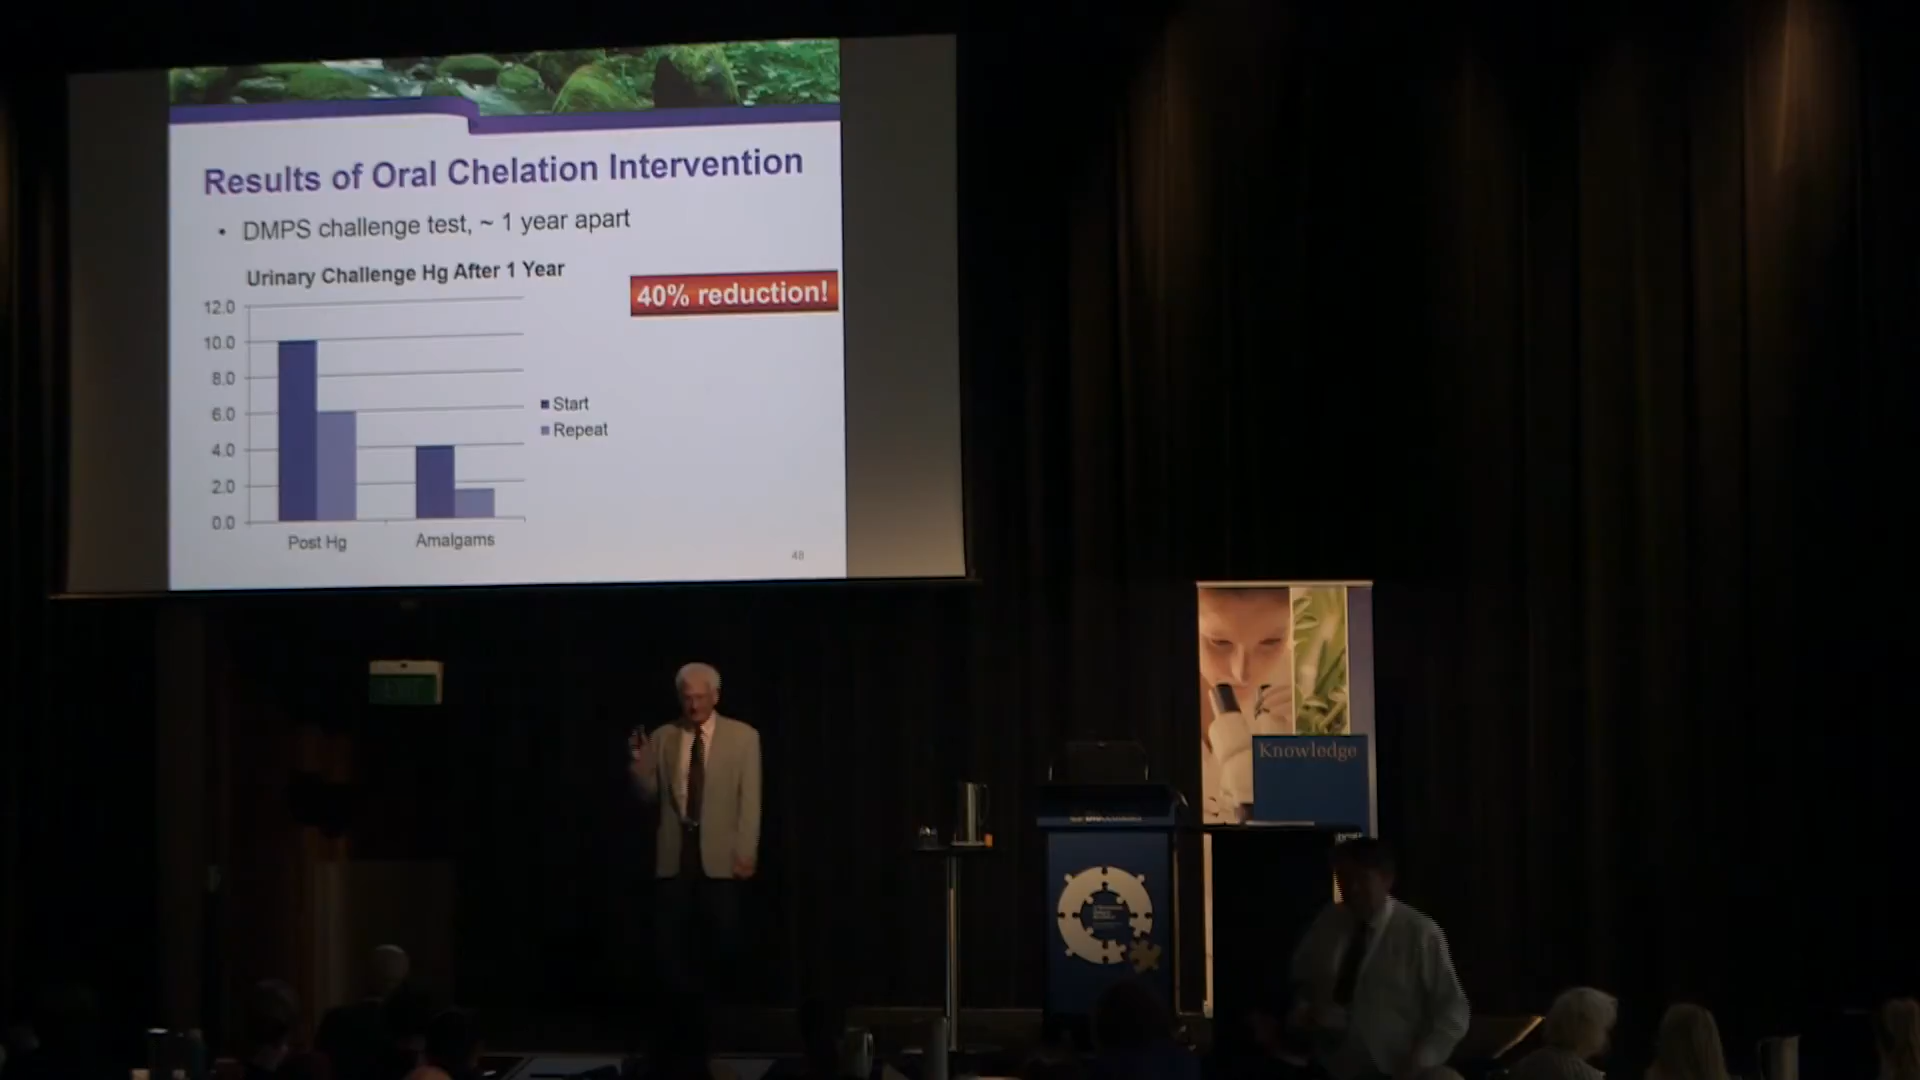 Results of Oral Chelation Intervention
• DMPS challenge test, ~ 1 year apart
Urinary Challenge Hg After 1 Year
40% reduction!
12.0
10.0
8.0
6.0
4.0
2.0
0.0
Start
Repeat
Post Hg
Amalgams
48
Knowledge